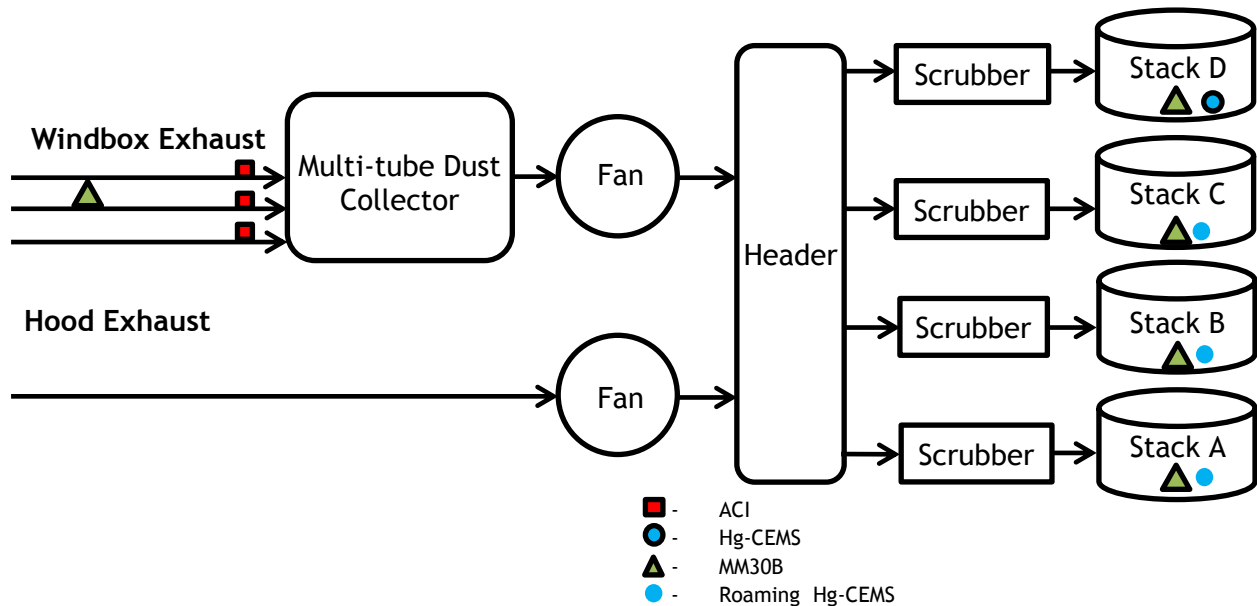 Windbox Exhaust
Multi-tube Dust
Collector
Fan
Hood Exhaust
Fan
Header
Scrubber
Stack D
Scrubber
Stack C
Scrubber
Stack B
Scrubber
Stack A
- ACI
- Hg-CEMS
- MM30B
- Roaming Hg-CEMS